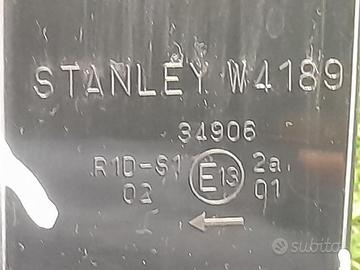 STANLEY W4189
34906
R1D-S1 E13 2a
02 01
subito